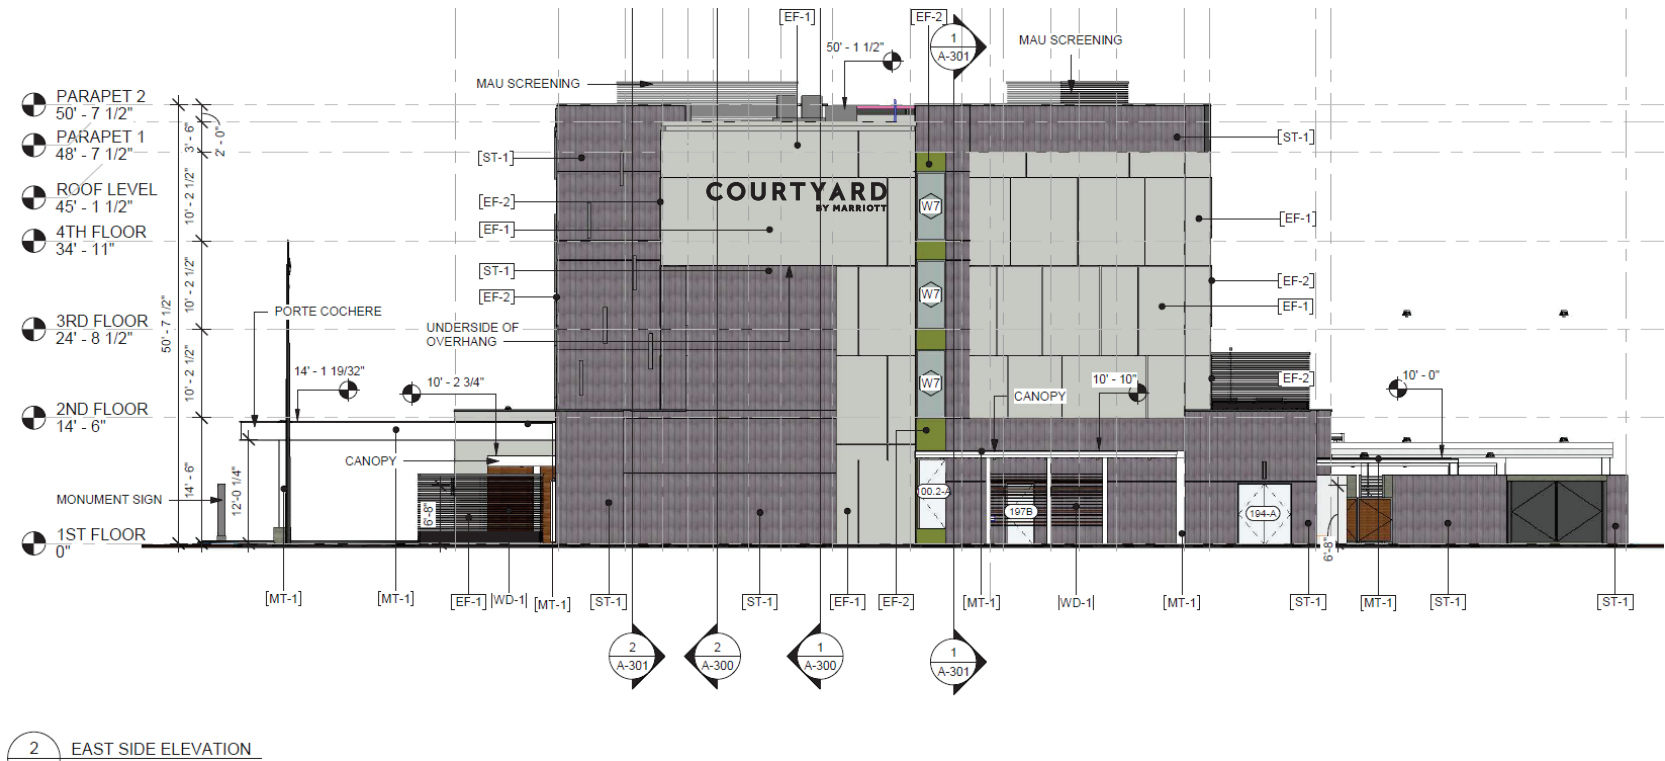 [EF-1]
[EF-2]
50' - 1 1/2"
1
A-301
MAU SCREENING
MAU SCREENING
PARAPET 2
50' - 7 1/2"
PARAPET 1
48' - 7 1/2"
ROOF LEVEL
45' - 1 1/2"
4TH FLOOR
34' - 11"
3RD FLOOR
24' - 8 1/2"
2ND FLOOR
14' - 6"
1ST FLOOR
0"
50' - 7 1/2"
3' - 6"
2' - 0"
10' - 2 1/2"
10' - 2 1/2"
10' - 2 1/2"
14' - 6"
12'-0 1/4"
[ST-1]
[EF-2]
[EF-1]
[ST-1]
[EF-2]
COURTYARD
BY MARRIOTT
W7
W7
W7
[ST-1]
[EF-1]
[EF-2]
[EF-1]
EF-2]
PORTE COCHERE
UNDERSIDE OF
OVERHANG
14' - 1 19/32"
10' - 2 3/4"
CANOPY
10' - 10"
10' - 0"
CANOPY
MONUMENT SIGN
6'-8"
00.2-A
197B
194-A
6'-8"
[MT-1]
[MT-1]
[EF-1]
|WD-1|
[MT-1]
[ST-1]
[ST-1]
[EF-1]
[EF-2]
[MT-1]
|WD-1|
[MT-1]
[ST-1]
[MT-1]
[ST-1]
[ST-1]
2
A-301
2
A-300
1
A-300
1
A-301
2
EAST SIDE ELEVATION